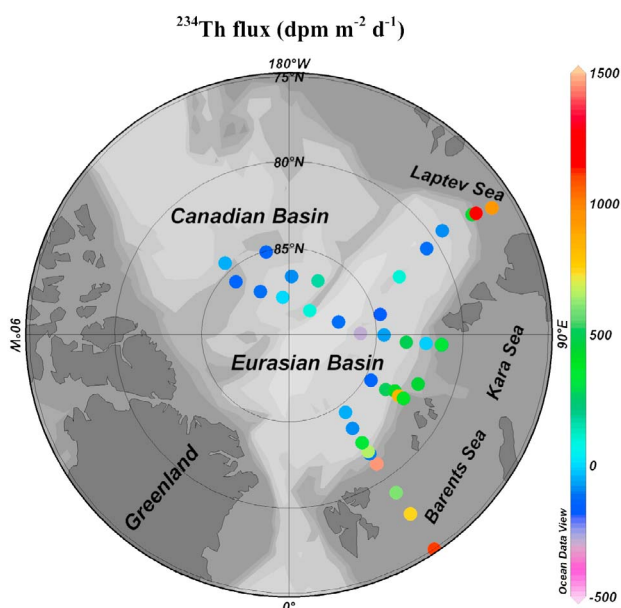 ²³⁴Th flux (dpm m⁻² d⁻¹)
180°W
75°N
80°N
85°N
Laptev Sea
Canadian Basin
Eurasian Basin
90°W
90°E
Kara Sea
Barents Sea
Greenland
0°
1500
1000
500
0
-500
Ocean Data View